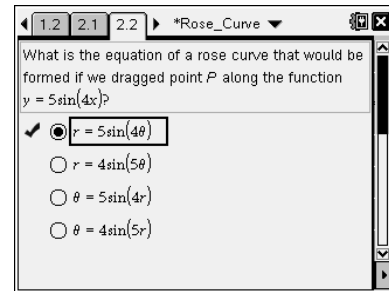 1.2 2.1 2.2 *Rose_Curve
What is the equation of a rose curve that would be
formed if we dragged point P along the function
y = 5sin(4x)?
r = 5sin(4θ)
r = 4sin(5θ)
θ = 5sin(4r)
θ = 4sin(5r)